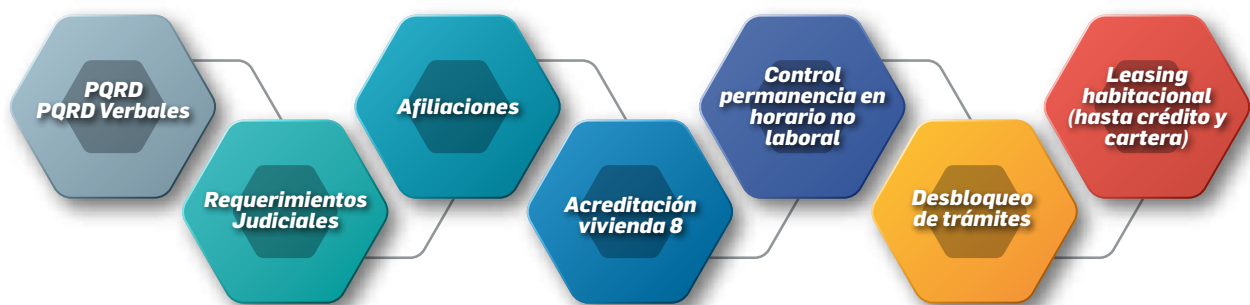 PQRD
PQRD Verbales
Requerimientos
Judiciales
Afiliaciones
Acreditación
vivienda 8
Control
permanencia en
horario no
laboral
Desbloqueo
de trámites
Leasing
habitacional
(hasta crédito y
cartera)